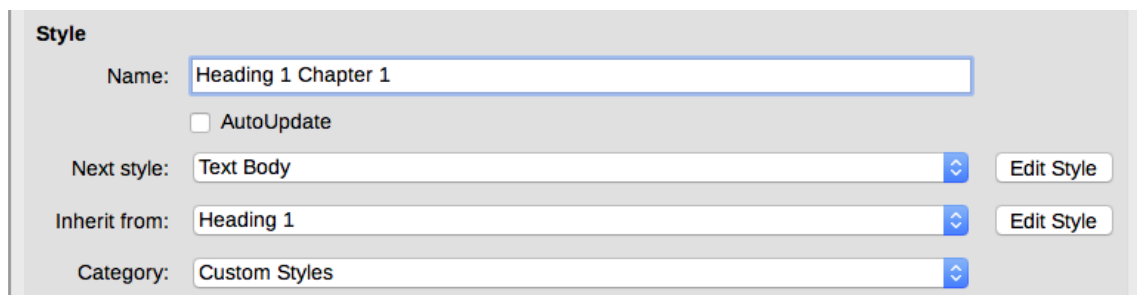 Style
Name: Heading 1 Chapter 1
AutoUpdate
Next style: Text Body Edit Style
Inherit from: Heading 1 Edit Style
Category: Custom Styles